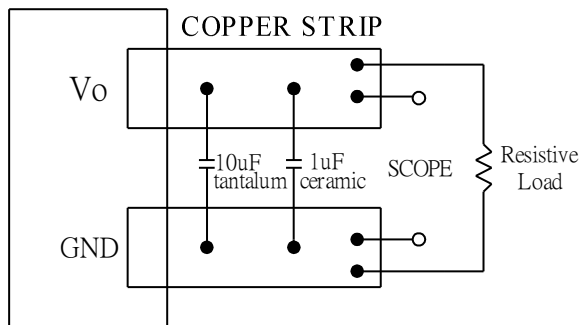 COPPER STRIP
Vo
10uF
tantalum
1uF
ceramic
SCOPE
Resistive
Load
GND